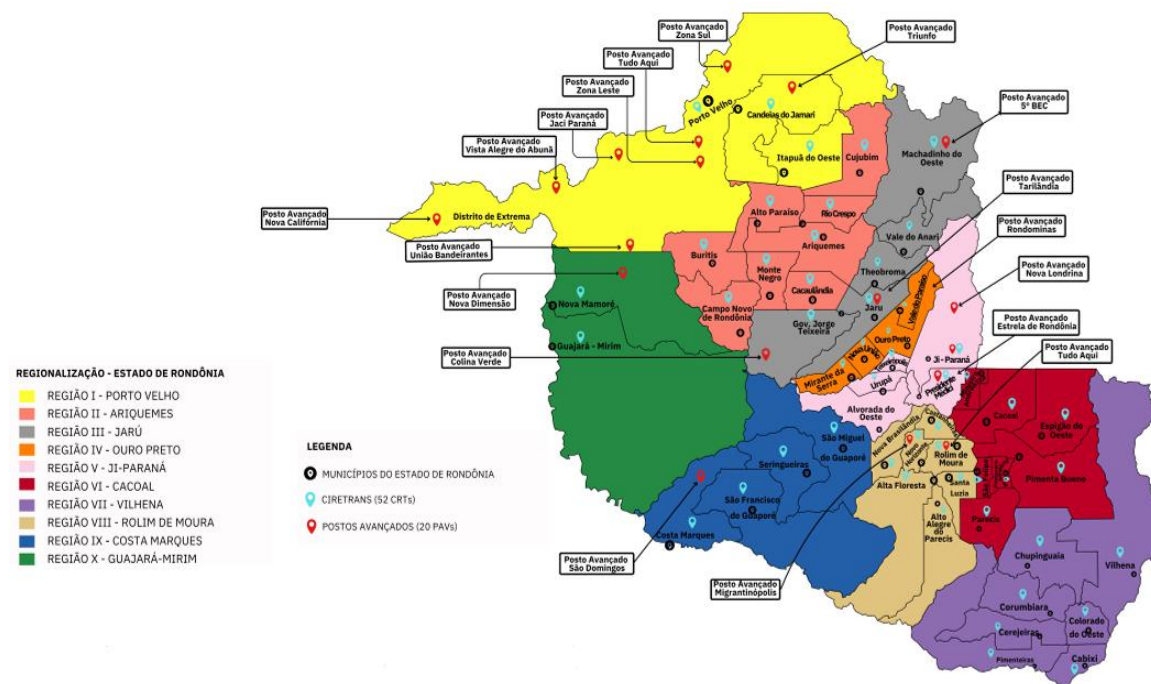 Posto Avançado
Zona Sul
Posto Avançado
Tudo Aqui
Posto Avançado
Zona Leste
Posto Avançado
Jaci Paraná
Posto Avançado
Vista Alegre do Abunã
Posto Avançado
Nova Califórnia
Posto Avançado
União Bandeirantes
Posto Avançado
Nova Dimensão
Posto Avançado
Colina Verde
Posto Avançado
São Domingos
Posto Avançado
Migrantinópolis
Posto Avançado
Triunfo
Posto Avançado
5º BEC
Posto Avançado
Tarilândia
Posto Avançado
Rondominas
Posto Avançado
Nova Londrina
Posto Avançado
Estrela de Rondônia
Posto Avançado
Tudo Aqui
Porto Velho
Candeias do Jamari
Itapuã do Oeste
Distrito de Extrema
Cujubim
Machadinho do
Oeste
Alto Paraíso
Rio Crespo
Ariquemes
Vale do Anari
Buritis
Monte
Negro
Theobroma
Cacaulândia
Campo Novo
de Rondônia
Gov. Jorge
Teixeira
Jaru
Vale do Paraíso
Ouro Preto
Nova União
Mirante da
Serra
Nova Mamoré
Guajará - Mirim
Ji - Paraná
Presidente
Médici
Urupá
Alvorada do
Oeste
Cacoal
Espigão do
Oeste
Pimenta Bueno
São Felipe
Parecis
Nova Brasilândia
Castanheiras
Novo
Horizonte
Rolim de
Moura
Santa
Luzia
Alta Floresta
Alto
Alegre do
Parecis
São Miguel
do Guaporé
Seringueiras
São Francisco
do Guaporé
Costa Marques
Chupinguaia
Vilhena
Corumbiara
Colorado
do Oeste
Cerejeiras
Pimenteiras
Cabixi
REGIONALIZAÇÃO - ESTADO DE RONDÔNIA
REGIÃO I - PORTO VELHO
REGIÃO II - ARIQUEMES
REGIÃO III - JARÚ
REGIÃO IV - OURO PRETO
REGIÃO V - JI-PARANÁ
REGIÃO VI - CACOAL
REGIÃO VII - VILHENA
REGIÃO VIII - ROLIM DE MOURA
REGIÃO IX - COSTA MARQUES
REGIÃO X - GUAJARÁ-MIRIM
LEGENDA
MUNICÍPIOS DO ESTADO DE RONDÔNIA
CIRETRANS (52 CRTs)
POSTOS AVANÇADOS (20 PAVs)